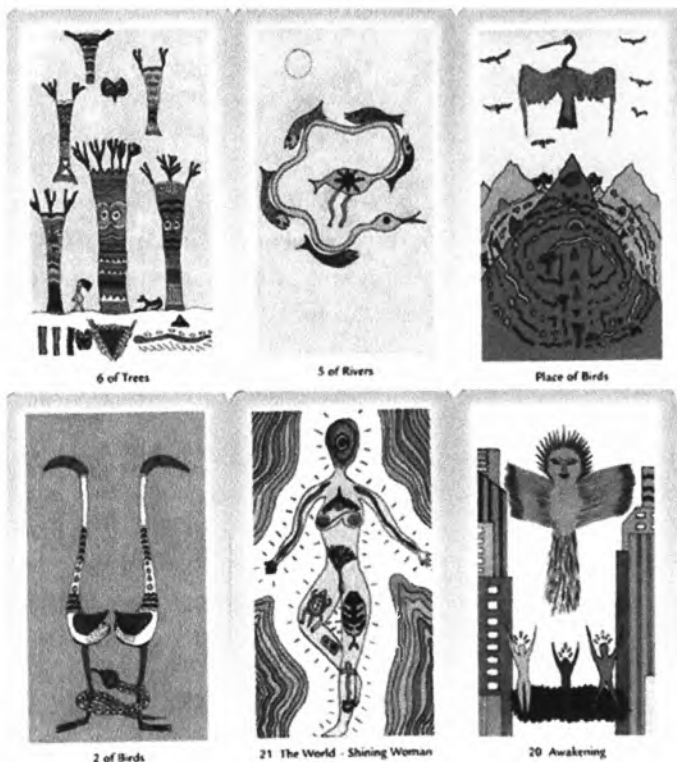 6 of Trees
5 of Rivers
Place of Birds
2 of Birds
21 The World - Shining Woman
20 Awakening